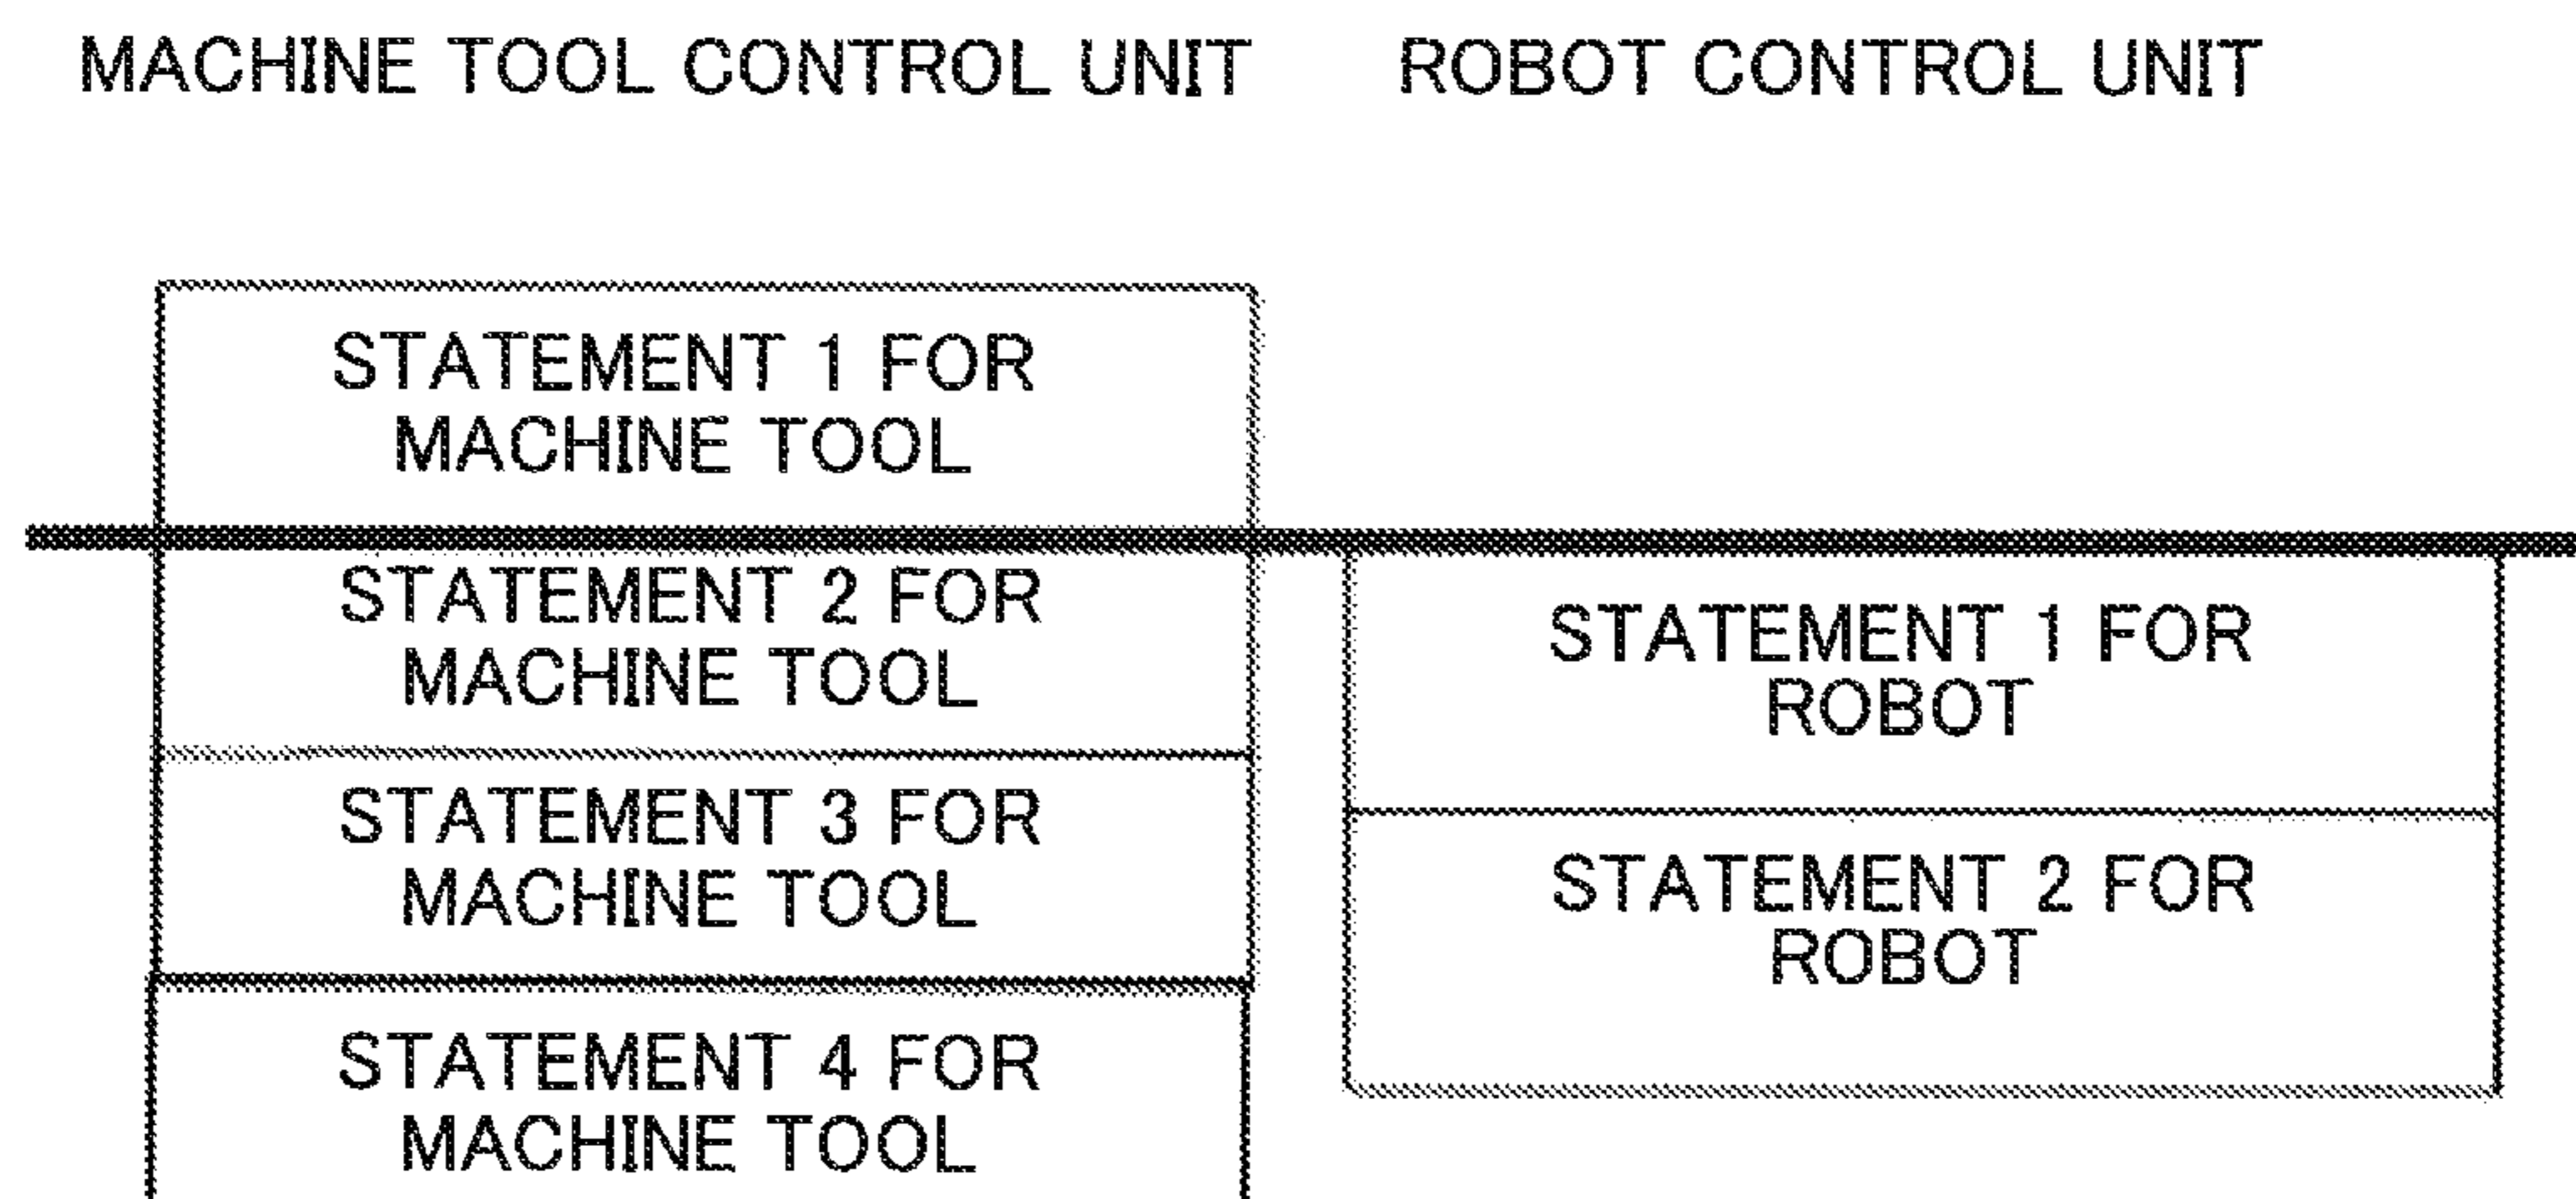 MACHINE TOOL CONTROL UNIT
ROBOT CONTROL UNIT
STATEMENT 1 FOR
MACHINE TOOL
STATEMENT 2 FOR
MACHINE TOOL
STATEMENT 3 FOR
MACHINE TOOL
STATEMENT 4 FOR
MACHINE TOOL
STATEMENT 1 FOR
ROBOT
STATEMENT 2 FOR
ROBOT